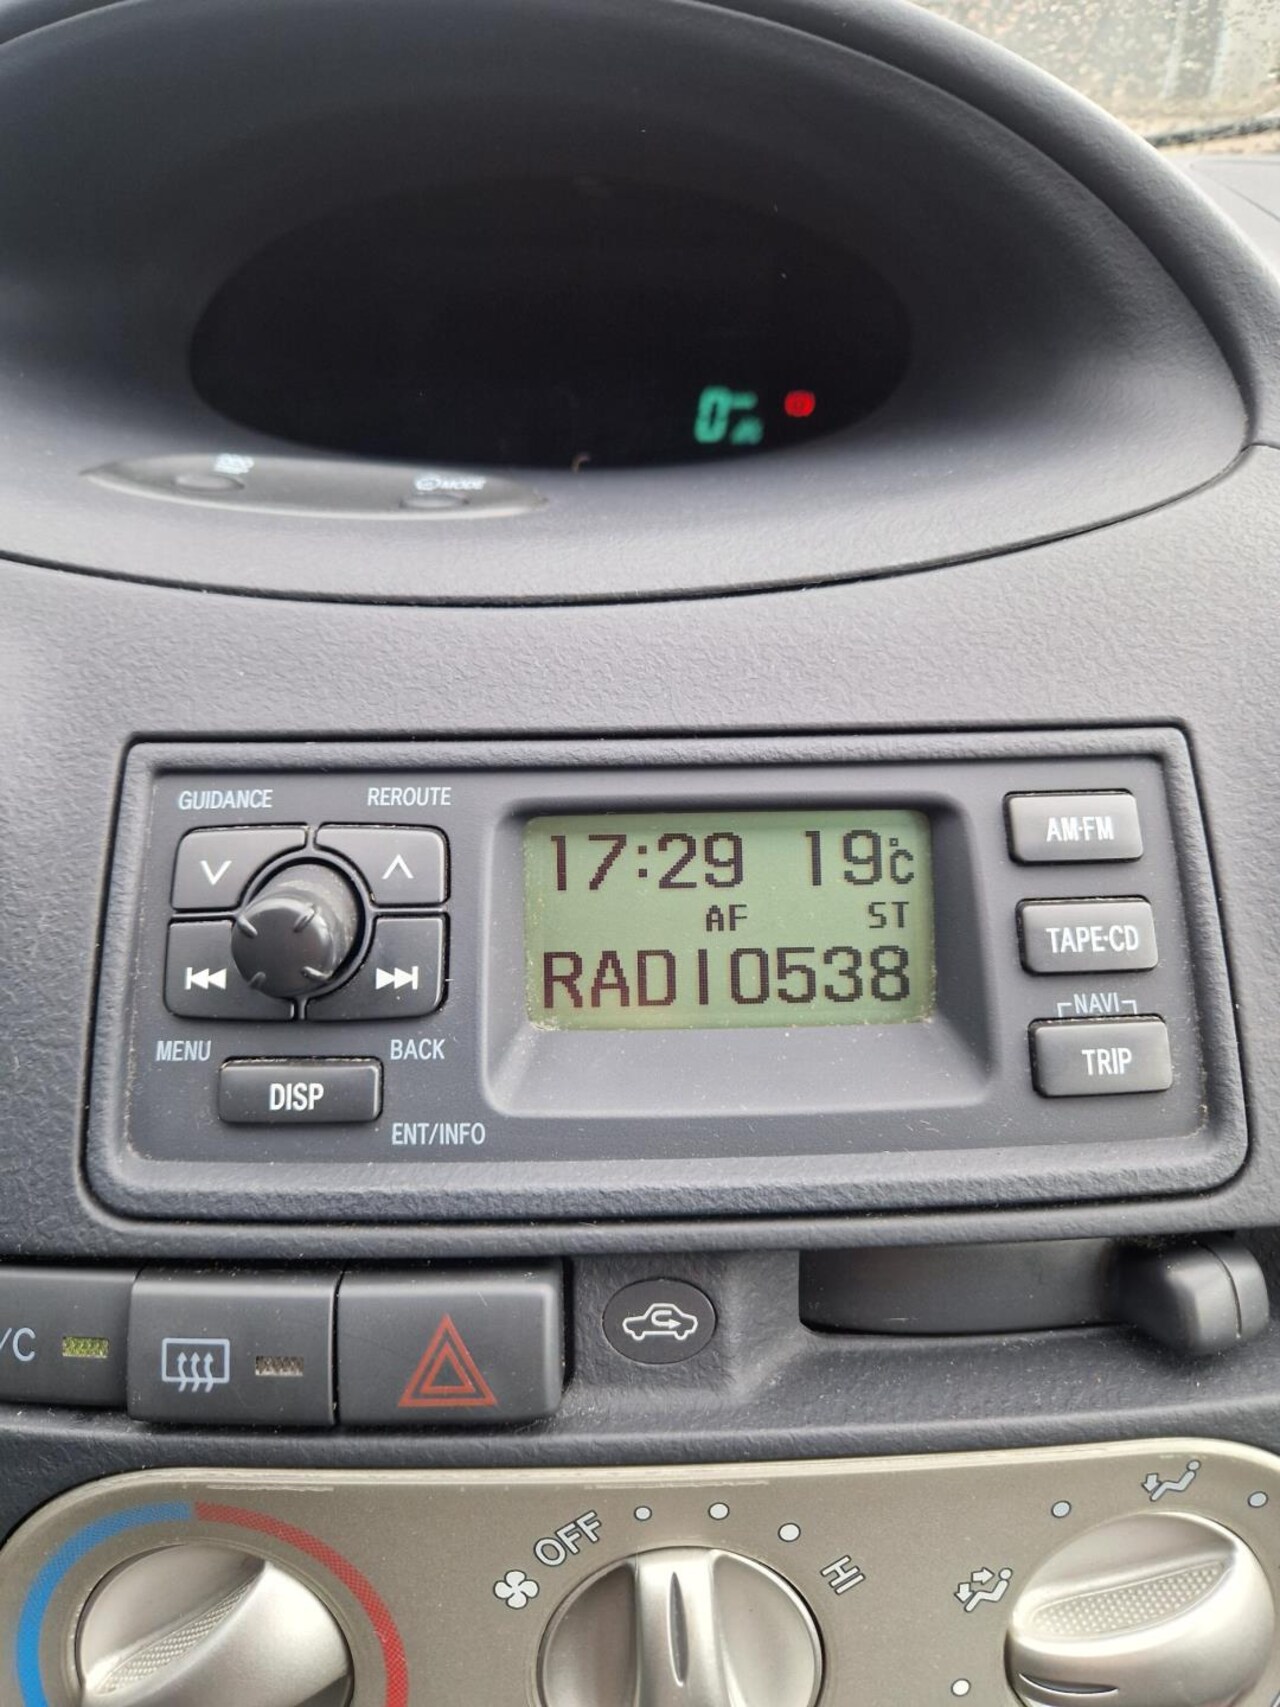 MODE
GUIDANCE
REROUTE
17:29 19°C
AF ST
RADIO538
AM·FM
TAPE·CD
NAVI
TRIP
MENU
BACK
DISP
ENT/INFO
/C
OFF
HI